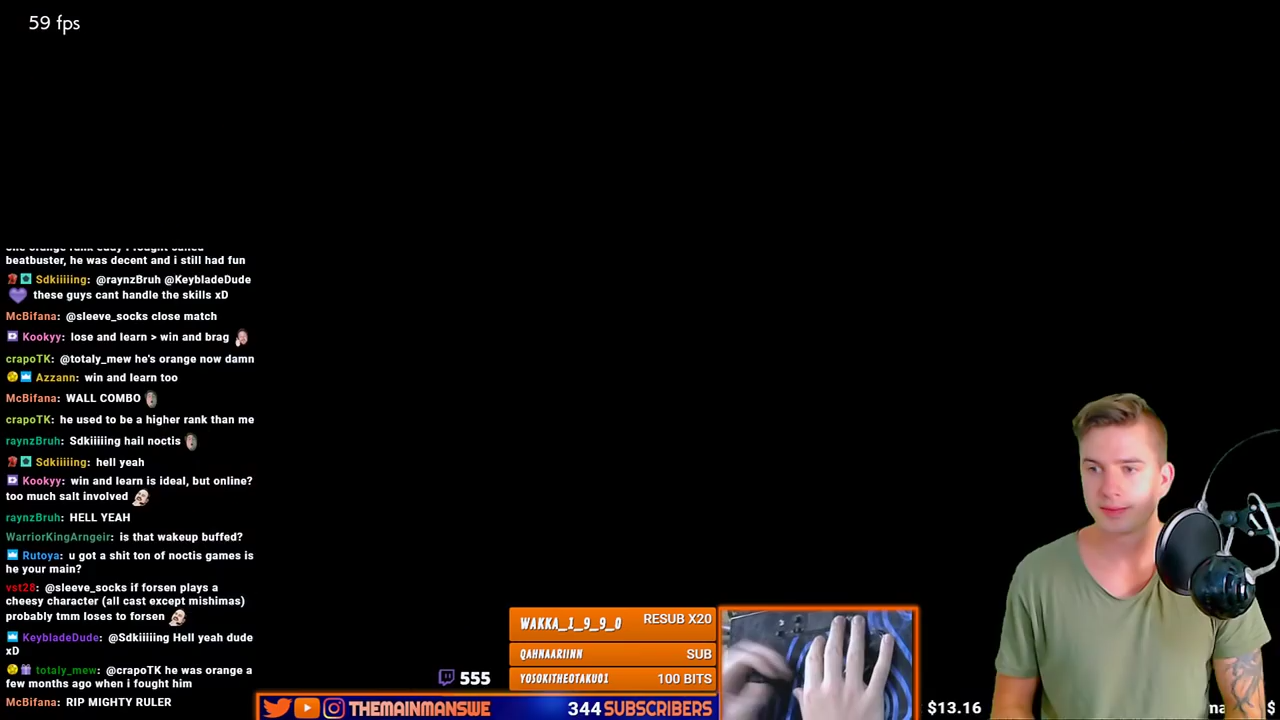 59 fps
beatbuster, he was decent and i still had fun
Sdkiiiiing: @raynzBruh @KeybladeDude
these guys cant handle the skills xD
McBifana: @sleeve_socks close match
Kookyy: lose and learn > win and brag
crapoTK: @totaly_mew he's orange now damn
Azzann: win and learn too
McBifana: WALL COMBO
crapoTK: he used to be a higher rank than me
raynzBruh: Sdkiiiiing hail noctis
Sdkiiiiing: hell yeah
Kookyy: win and learn is ideal, but online?
too much salt involved
raynzBruh: HELL YEAH
WarriorKingArngeir: is that wakeup buffed?
Rutoya: u got a shit ton of noctis games is
he your main?
vst28: @sleeve_socks if forsen plays a
cheesy character (all cast except mishimas)
probably tmm loses to forsen
KeybladeDude: @Sdkiiiiing Hell yeah dude
xD
totaly_mew: @crapoTK he was orange a
few months ago when i fought him
McBifana: RIP MIGHTY RULER
WAKKA_1_9_9_0 RESUB X20
QAHNAARIINN SUB
YOSOKITHEOTAKU01 100 BITS
555
THEMAINMANSWE 344 SUBSCRIBERS
$13.16
$